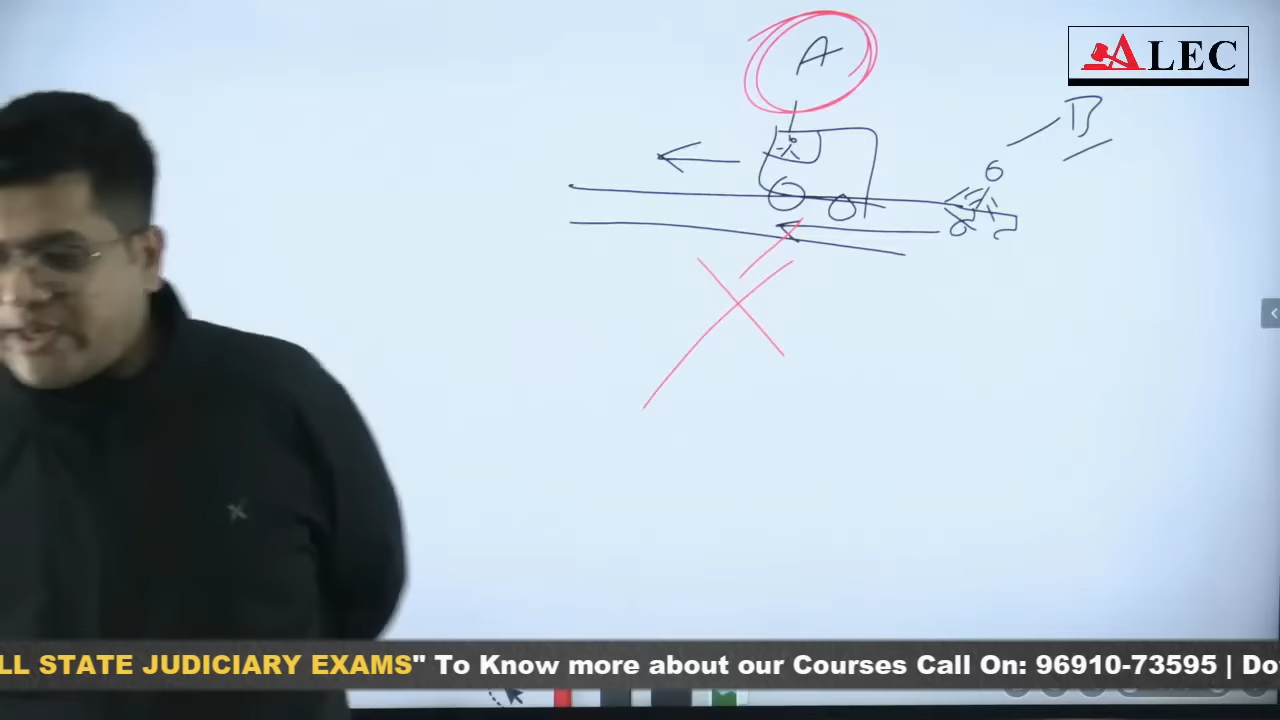 A
ALEC
B
LL STATE JUDICIARY EXAMS" To Know more about our Courses Call On: 96910-73595 | Do